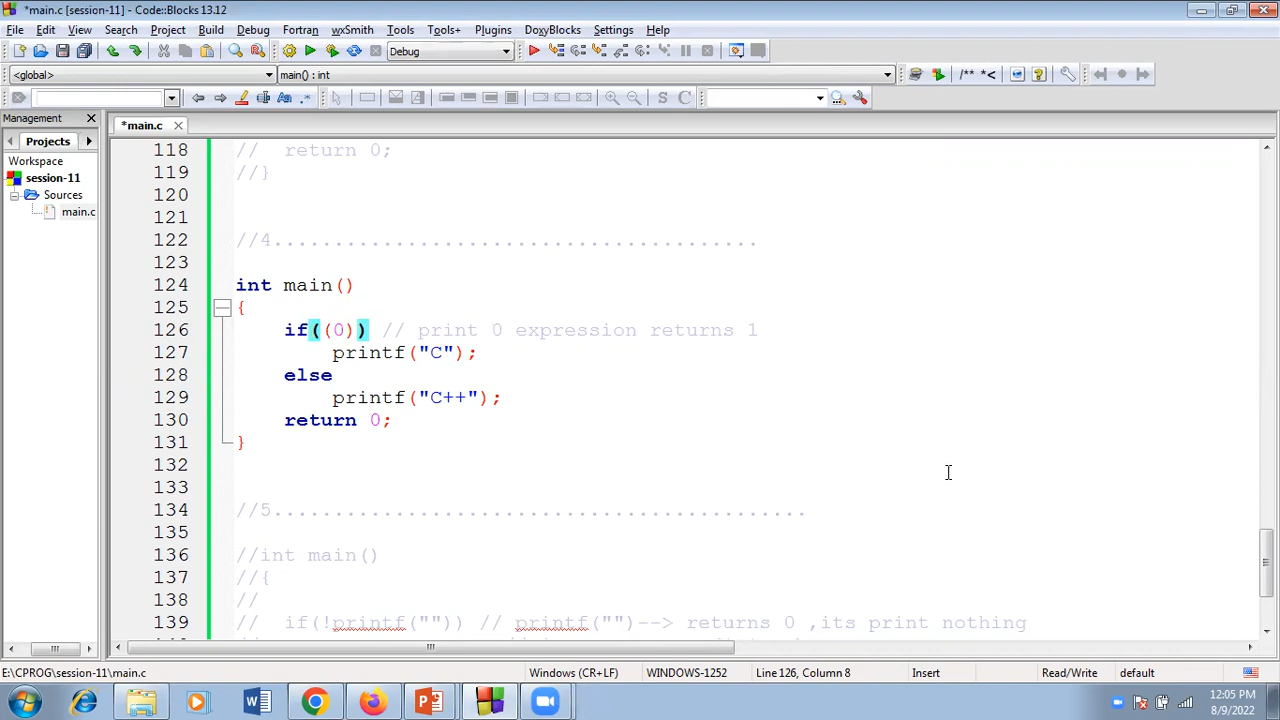 *main.c [session-11] - Code::Blocks 13.12
File Edit View Search Project Build Debug Fortran wxSmith Tools Tools+ Plugins DoxyBlocks Settings Help
Debug
<global> main() : int
/** *<
S C
Management
*main.c
Projects
Workspace
session-11
Sources
main.c
118 // return 0;
119 //}
120
121
122 //4........................................
123
124 int main()
125 {
126 if((0)) // print 0 expression returns 1
127 printf("C");
128 else
129 printf("C++");
130 return 0;
131 }
132
133
134 //5............................................
135
136 //int main()
137 //{
138 //
139 // if(!printf("")) // printf("")--> returns 0 ,its print nothing
E:\CPROG\session-11\main.c Windows (CR+LF) WINDOWS-1252 Line 126, Column 8 Insert Read/Write default
12:05 PM
8/9/2022